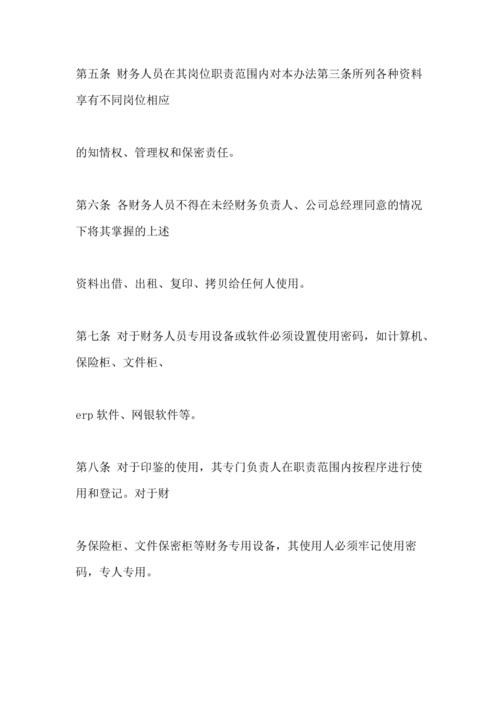 第五条 财务人员在其岗位职责范围内对本办法第三条所列各种资料
享有不同岗位相应
的知情权、管理权和保密责任。
第六条 各财务人员不得在未经财务负责人、公司总经理同意的情况
下将其掌握的上述
资料出借、出租、复印、拷贝给任何人使用。
第七条 对于财务人员专用设备或软件必须设置使用密码，如计算机、
保险柜、文件柜、
erp 软件、网银软件等。
第八条 对于印鉴的使用，其专门负责人在职责范围内按程序进行使
用和登记。对于财
务保险柜、文件保密柜等财务专用设备，其使用人必须牢记使用密
码，专人专用。